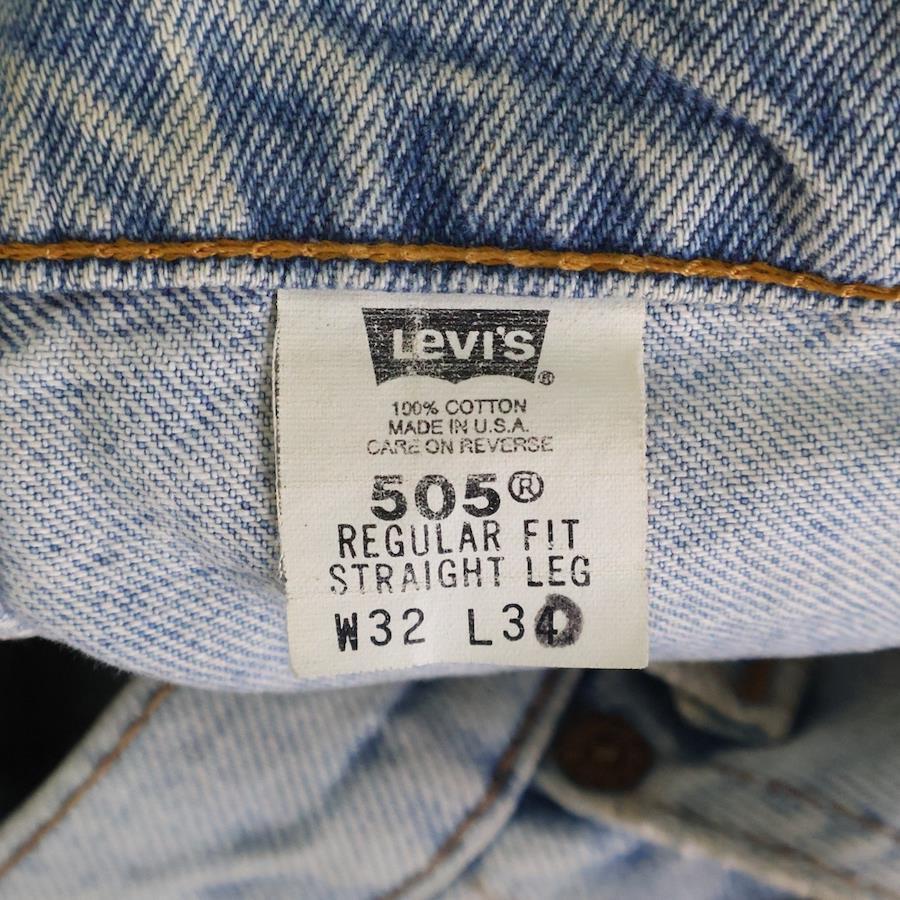 Levi's®
100% COTTON
MADE IN U.S.A.
CARE ON REVERSE
505®
REGULAR FIT
STRAIGHT LEG
W32 L34